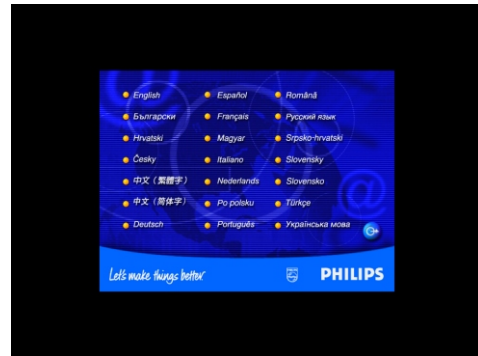 English
Български
Hrvatski
Česky
中文（繁體字）
中文（简体字）
Deutsch
Español
Français
Magyar
Italiano
Nederlands
Po polsku
Português
Română
Русский язык
Srpsko-hrvatski
Slovensky
Slovensko
Türkçe
Українська мова
Let's make things better.
PHILIPS